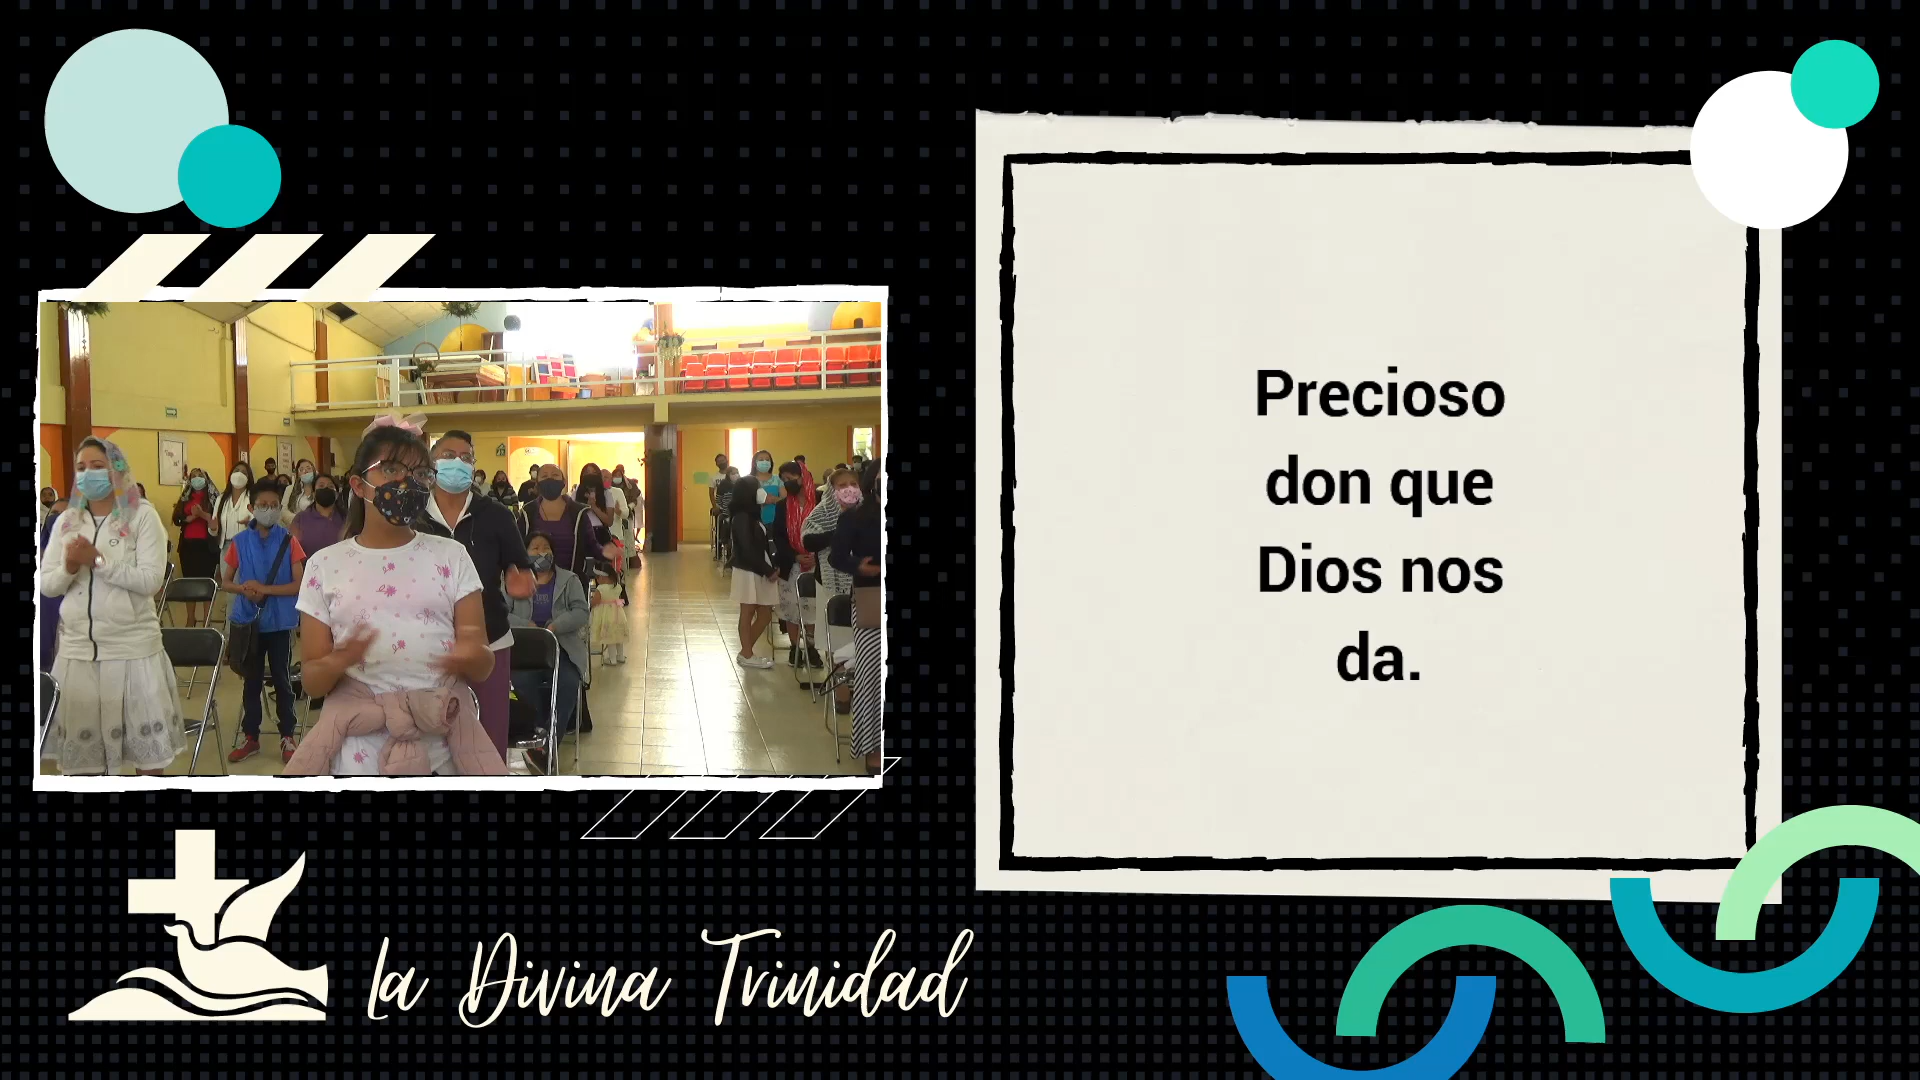 Precioso
don que
Dios nos
da.
La Divina Trinidad